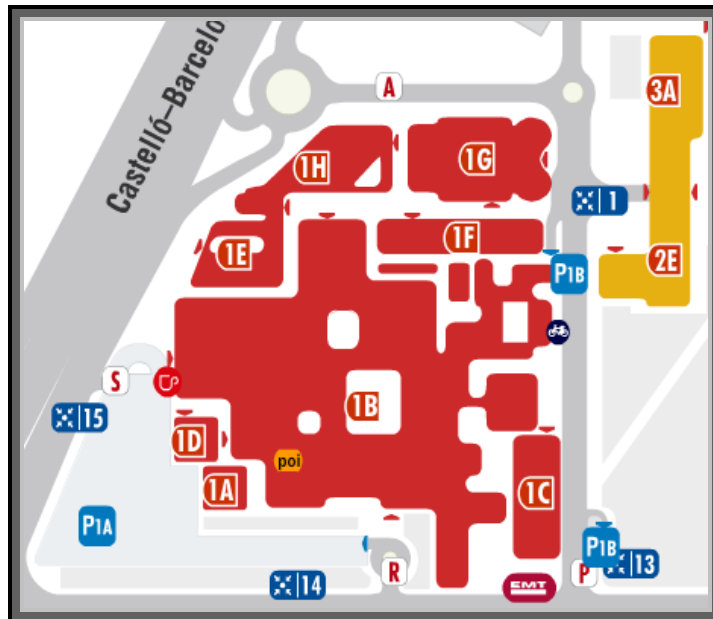 Castelló–Barcelo
A
3A
1H
1G
1
1E
1F
2E
P1B
S
1B
15
1D
poi
1A
1C
P1A
P1B
R
P
13
14
EMT